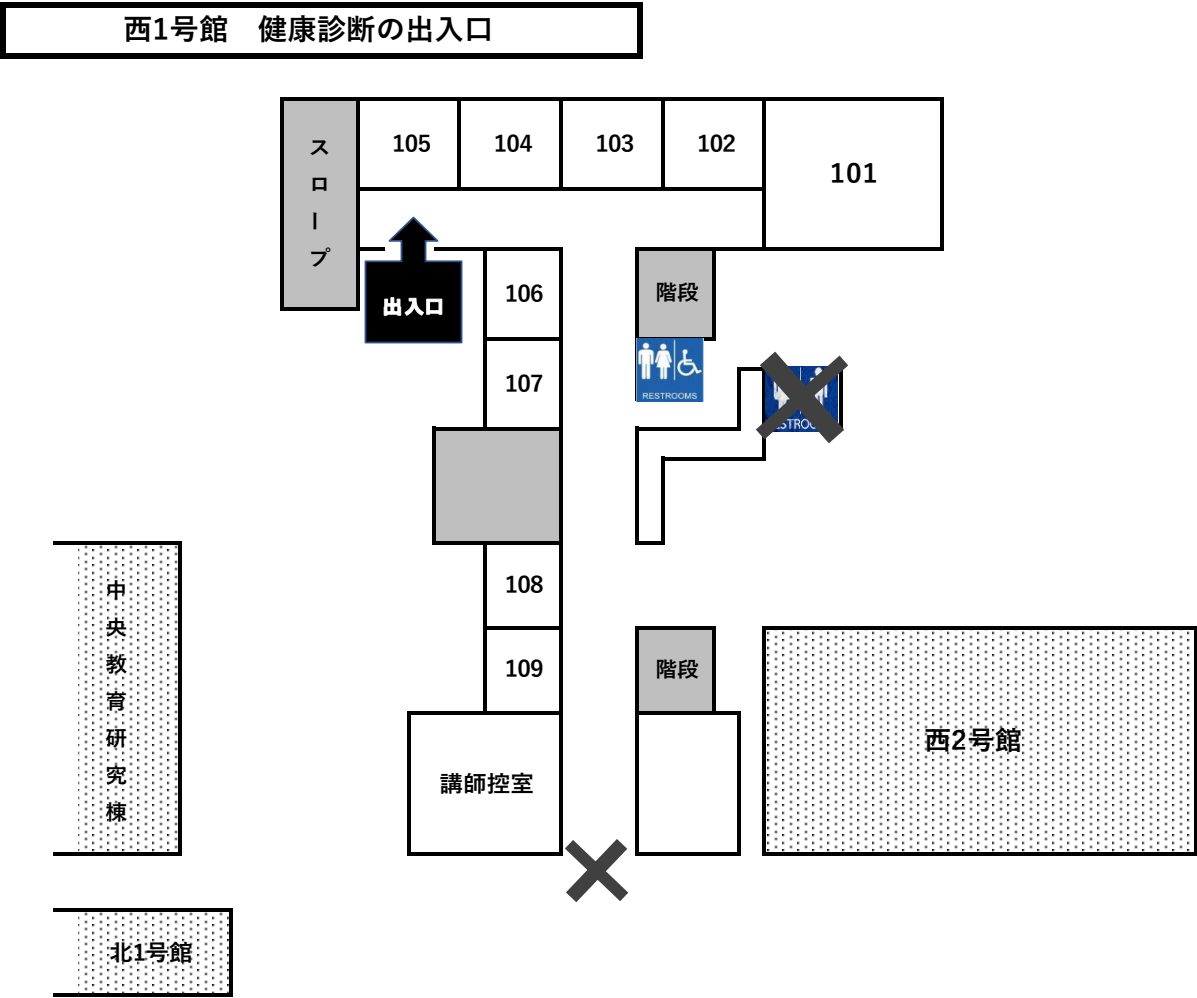 西1号館　健康診断の出入口
スロープ
105
104
103
102
101
出入口
106
階段
107
RESTROOMS
108
109
階段
講師控室
中央教育研究棟
西2号館
北1号館